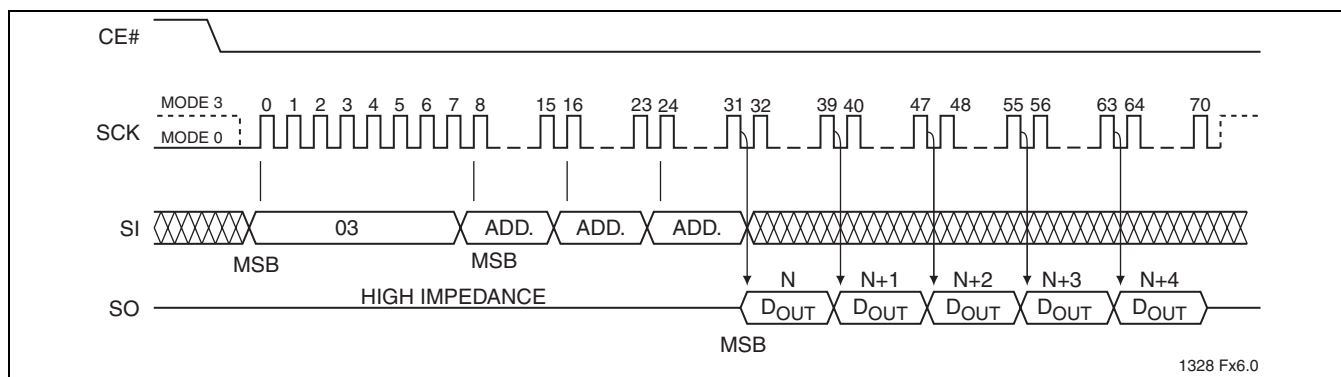 CE#
MODE 3
0 1 2 3 4 5 6 7 8 15 16 23 24 31 32 39 40 47 48 55 56 63 64 70
SCK
MODE 0
SI
03 ADD. ADD. ADD.
MSB MSB
N N+1 N+2 N+3 N+4
HIGH IMPEDANCE
SO
DOUT DOUT DOUT DOUT DOUT
MSB
1328 Fx6.0